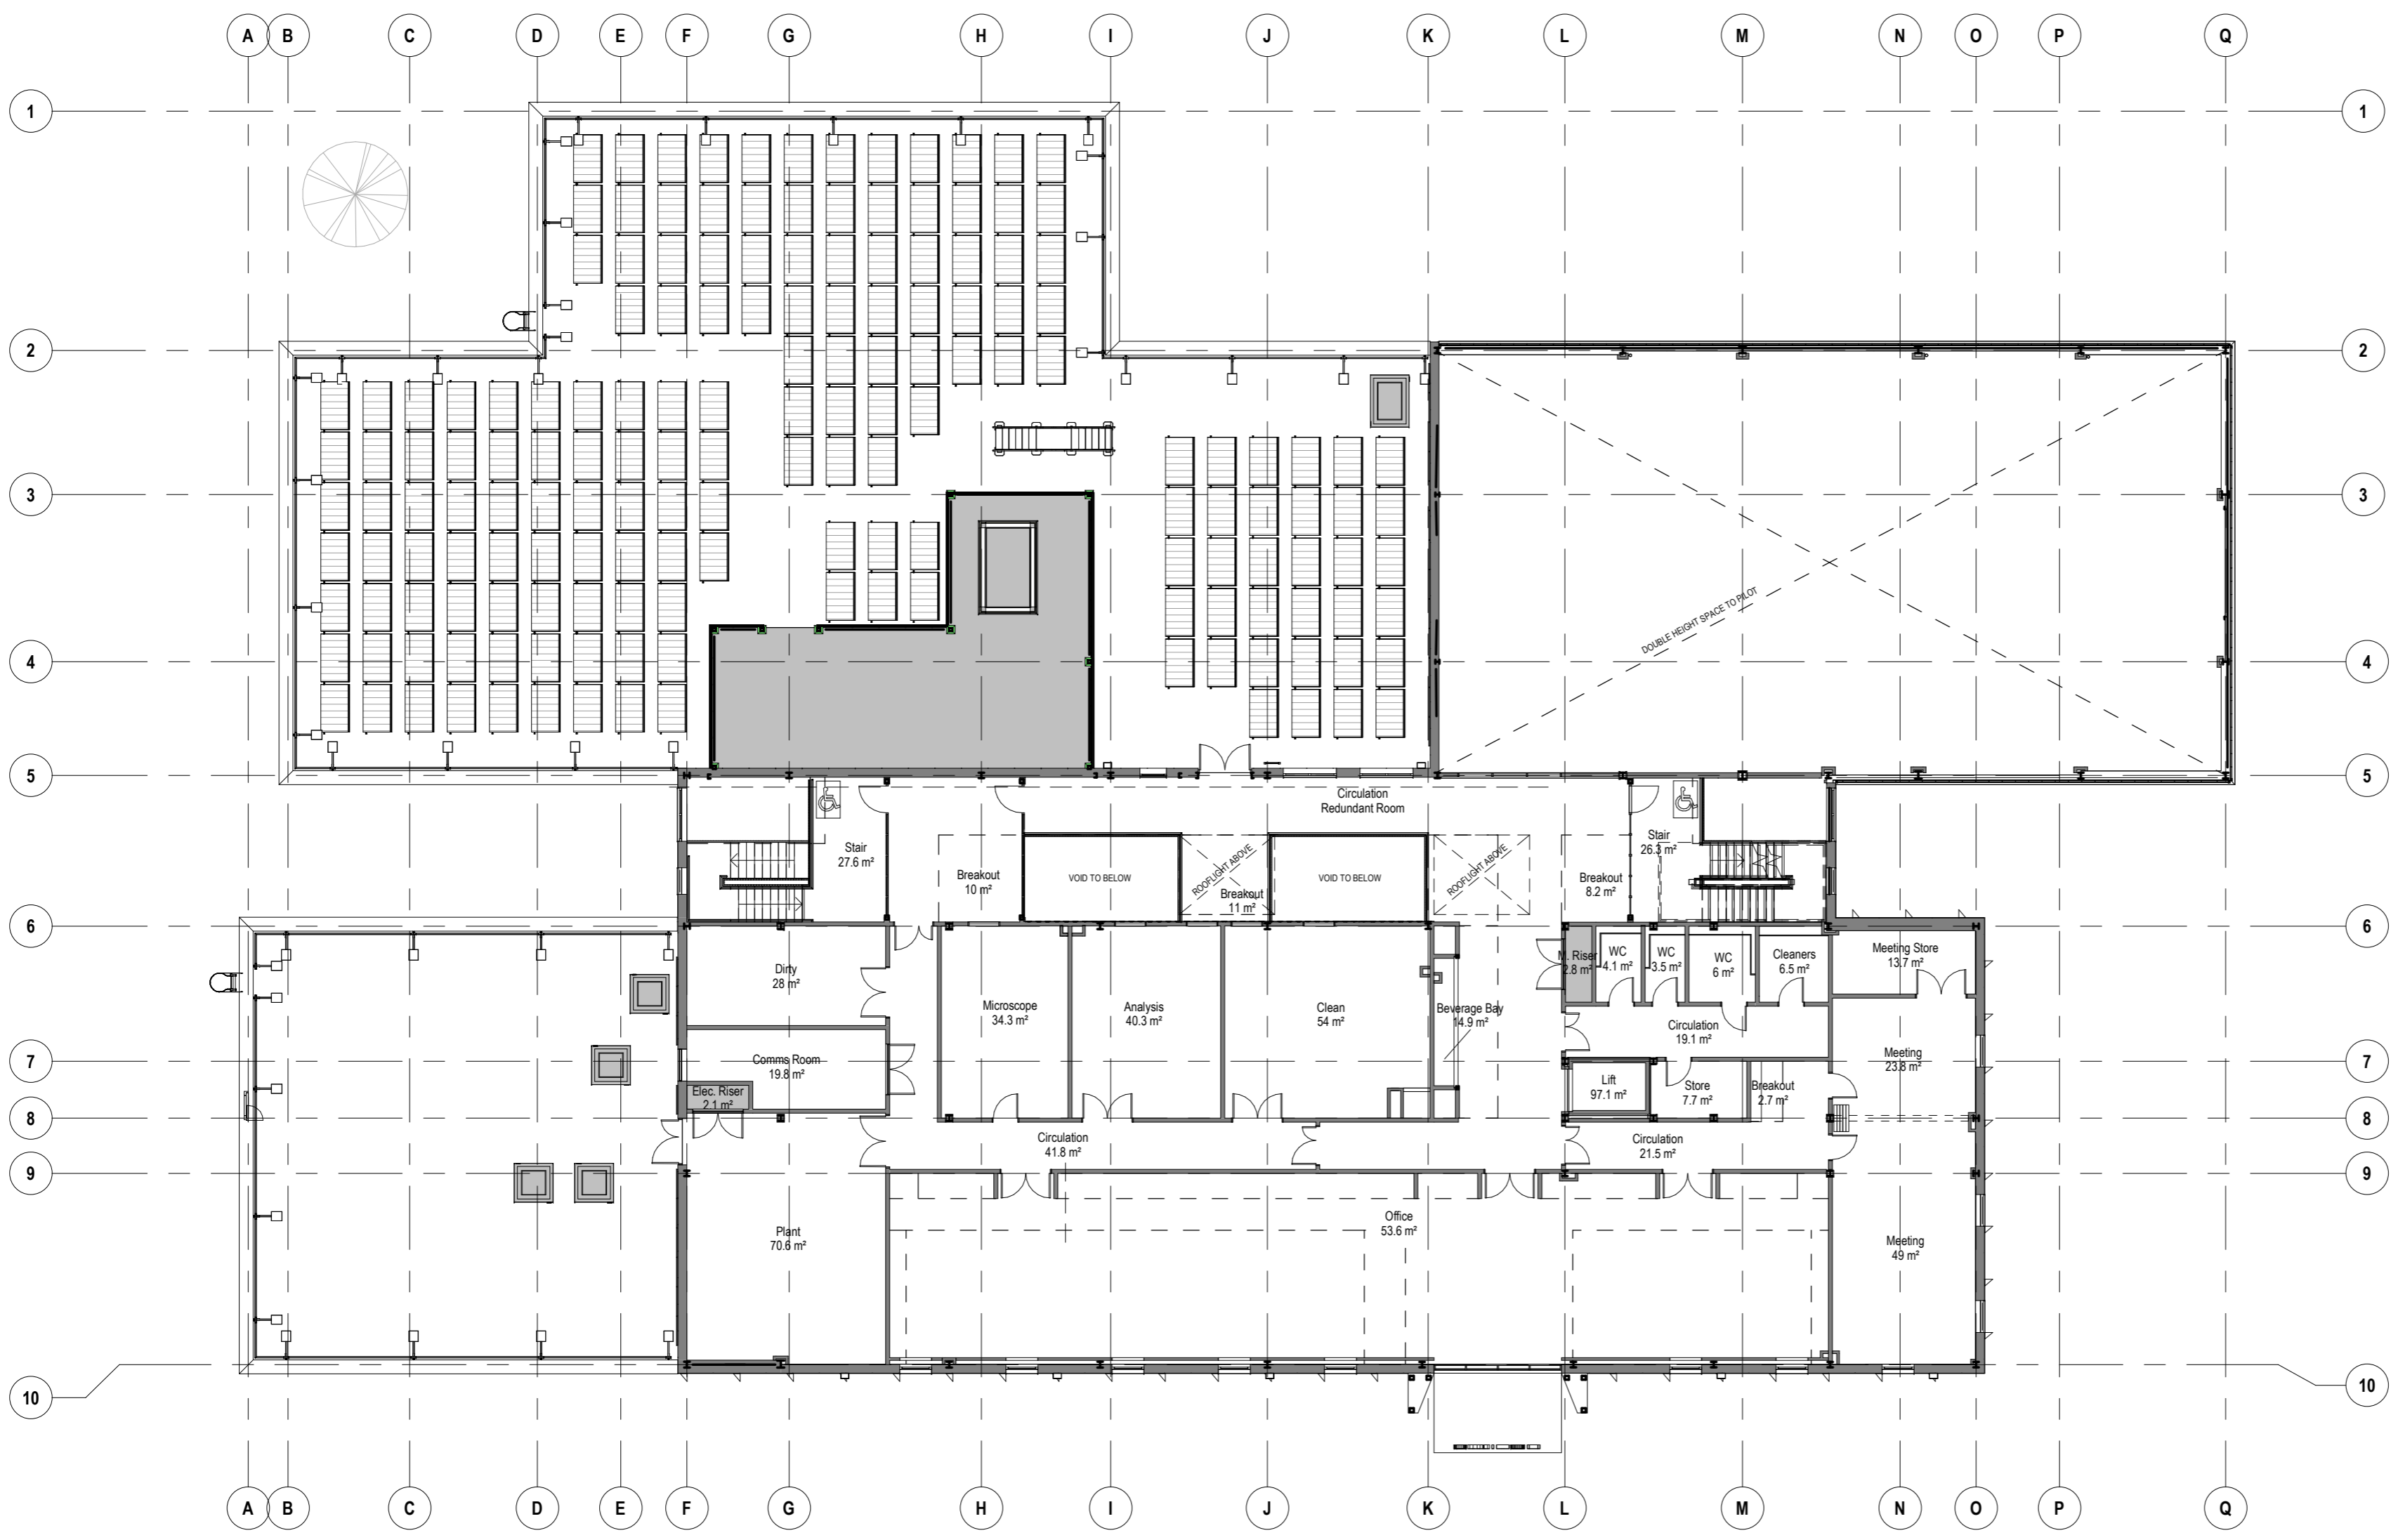 A B C D E F G H I J K L M N O P Q
1 1
2 2
3 3
DOUBLE HEIGHT SPACE TO PILOT
4 4
5 5
Circulation
Redundant Room
Stair
27.6 m²
Breakout
10 m²
VOID TO BELOW
ROOFLIGHT ABOVE
Breakout
11 m²
VOID TO BELOW
ROOFLIGHT ABOVE
Breakout
8.2 m²
Stair
26.3 m²
6 6
Dirty
28 m²
Microscope
34.3 m²
Analysis
40.3 m²
Clean
54 m²
Beverage Bay
14.9 m²
M. Riser
2.8 m²
WC
4.1 m²
WC
3.5 m²
WC
6 m²
Cleaners
6.5 m²
Meeting Store
13.7 m²
Circulation
19.1 m²
7 7
Comms Room
19.8 m²
Elec. Riser
2.1 m²
Lift
97.1 m²
Store
7.7 m²
Breakout
2.7 m²
Meeting
23.8 m²
8 8
Circulation
41.8 m²
Circulation
21.5 m²
9 9
Plant
70.6 m²
Office
53.6 m²
Meeting
49 m²
10 10
A B C D E F G H I J K L M N O P Q